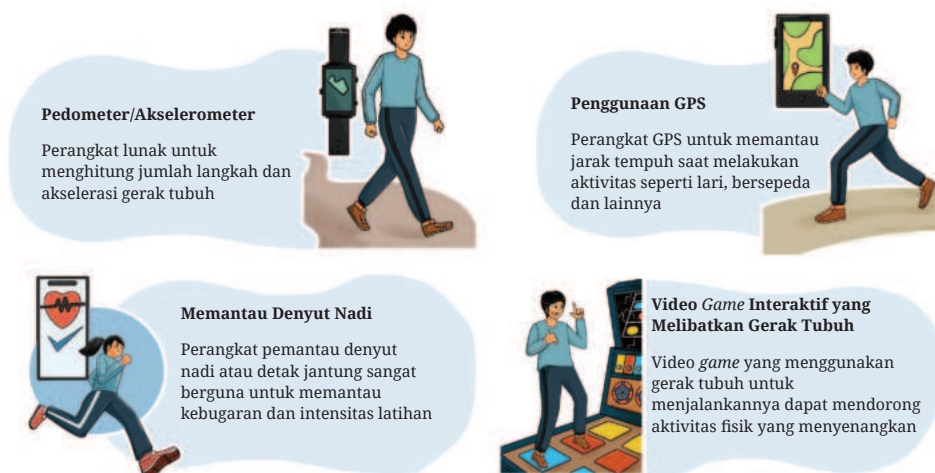 Pedometer/Akselerometer
Perangkat lunak untuk
menghitung jumlah langkah dan
akselerasi gerak tubuh
Penggunaan GPS
Perangkat GPS untuk memantau
jarak tempuh saat melakukan
aktivitas seperti lari, bersepeda
dan lainnya
Memantau Denyut Nadi
Perangkat pemantau denyut
nadi atau detak jantung sangat
berguna untuk memantau
kebugaran dan intensitas latihan
Video Game Interaktif yang
Melibatkan Gerak Tubuh
Video game yang menggunakan
gerak tubuh untuk
menjalankannya dapat mendorong
aktivitas fisik yang menyenangkan